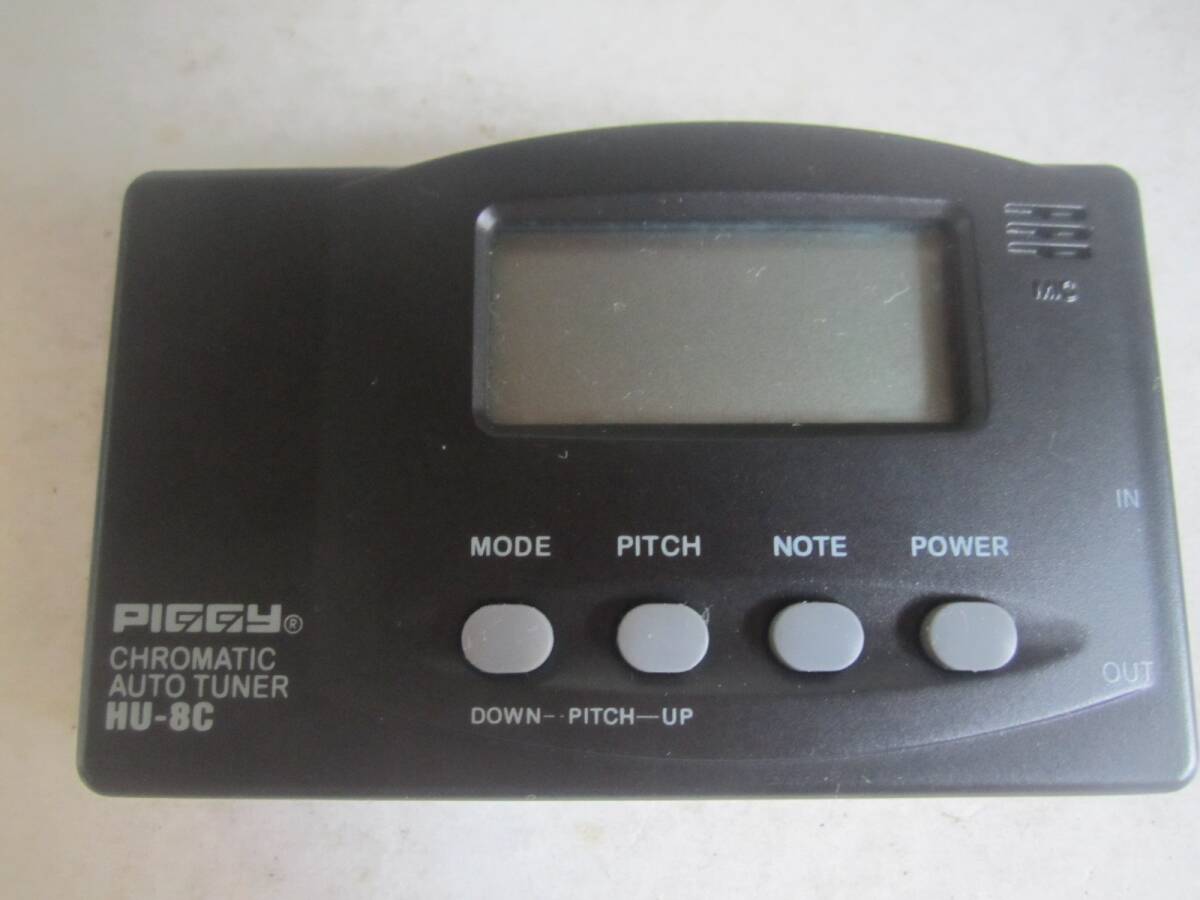 MIC
IN
MODE PITCH NOTE POWER
PIGGY®
CHROMATIC
AUTO TUNER
HU-8C
OUT
DOWN--PITCH—UP